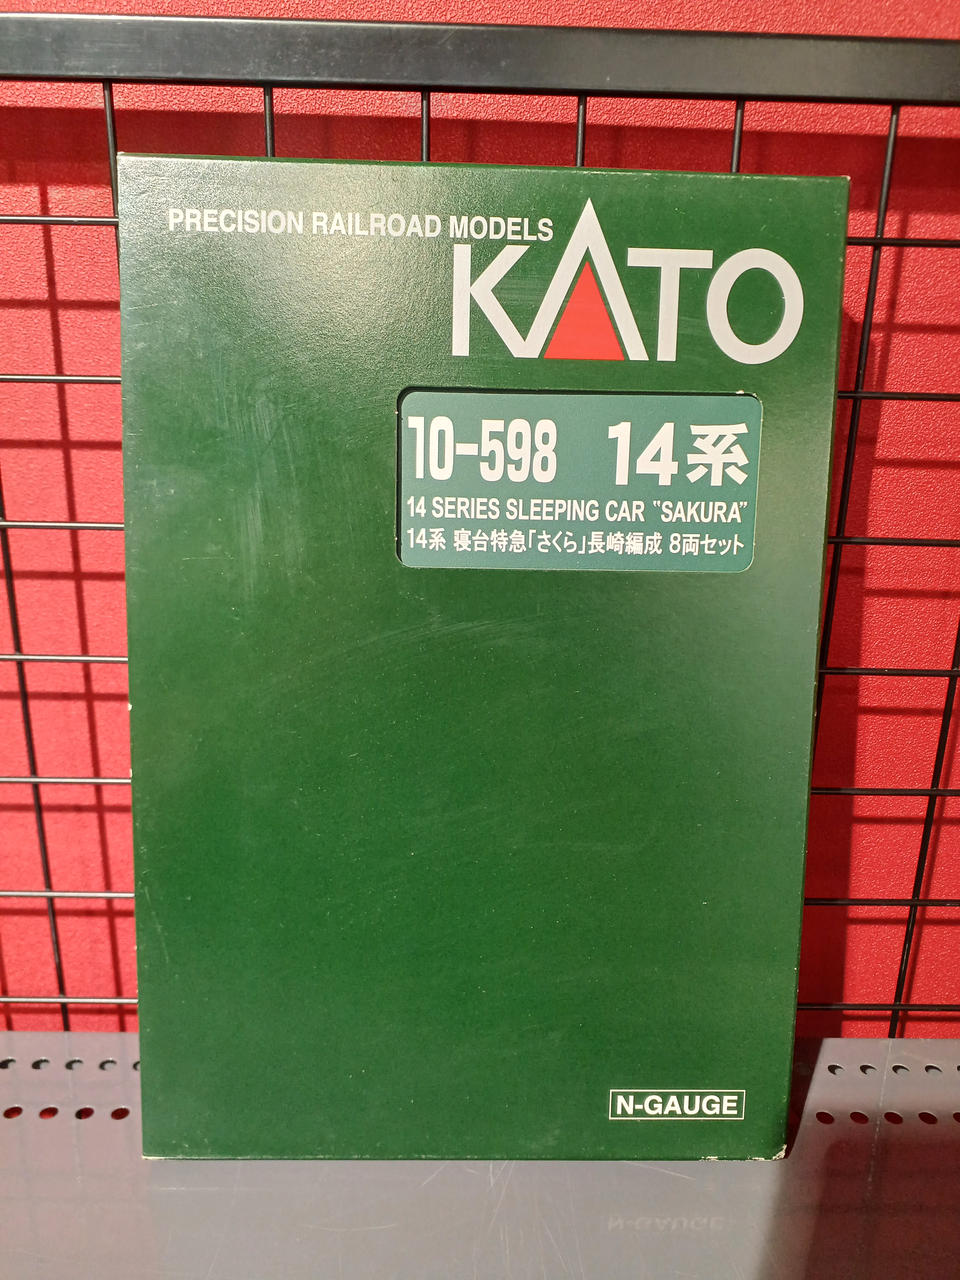 PRECISION RAILROAD MODELS
KATO
10-598 14系
14 SERIES SLEEPING CAR "SAKURA"
14系 寝台特急「さくら」長崎編成 8両セット
N-GAUGE